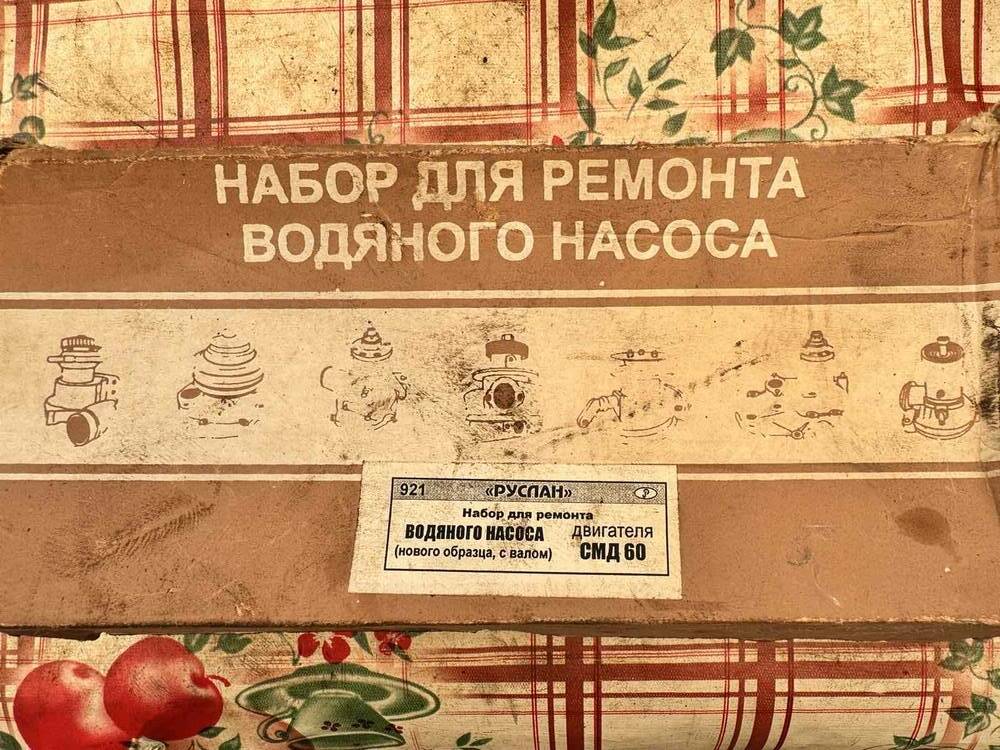 НАБОР ДЛЯ РЕМОНТА
ВОДЯНОГО НАСОСА
921 «РУСЛАН»
Набор для ремонта
ВОДЯНОГО НАСОСА двигателя
(нового образца, с валом) СМД 60